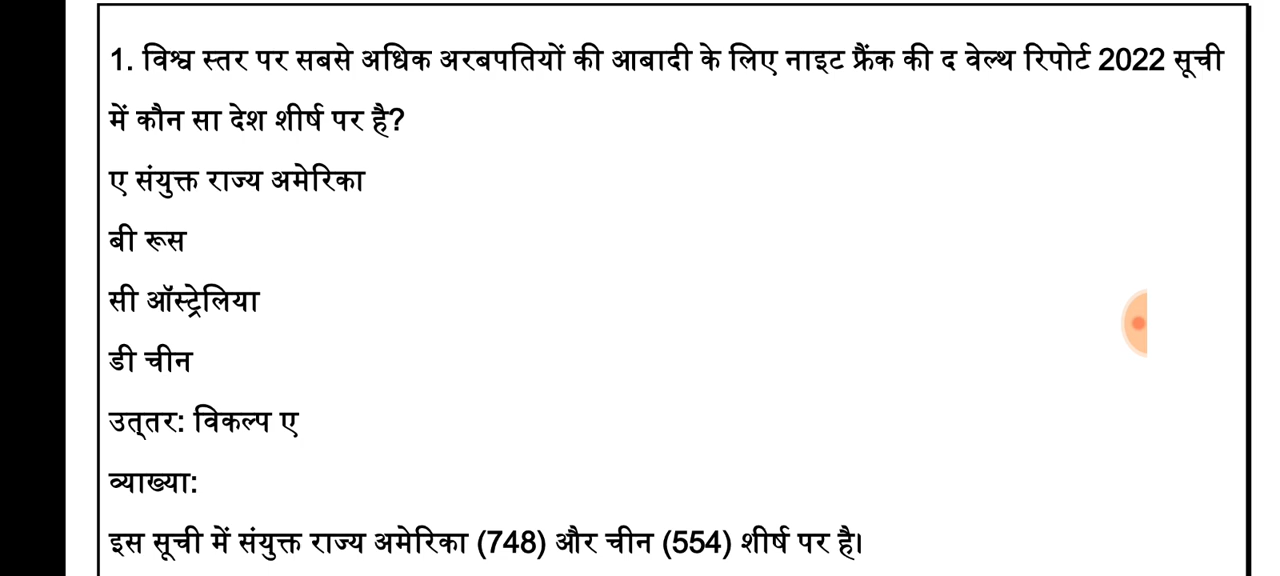 1. विश्व स्तर पर सबसे अधिक अरबपतियों की आबादी के लिए नाइट फ्रैंक की द वेल्थ रिपोर्ट 2022 सूची
में कौन सा देश शीर्ष पर है?
ए संयुक्त राज्य अमेरिका
बी रूस
सी ऑस्ट्रेलिया
डी चीन
उत्‌तर: विकल्प ए
व्याख्या:
इस सूची में संयुक्त राज्य अमेरिका (748) और चीन (554) शीर्ष पर है।